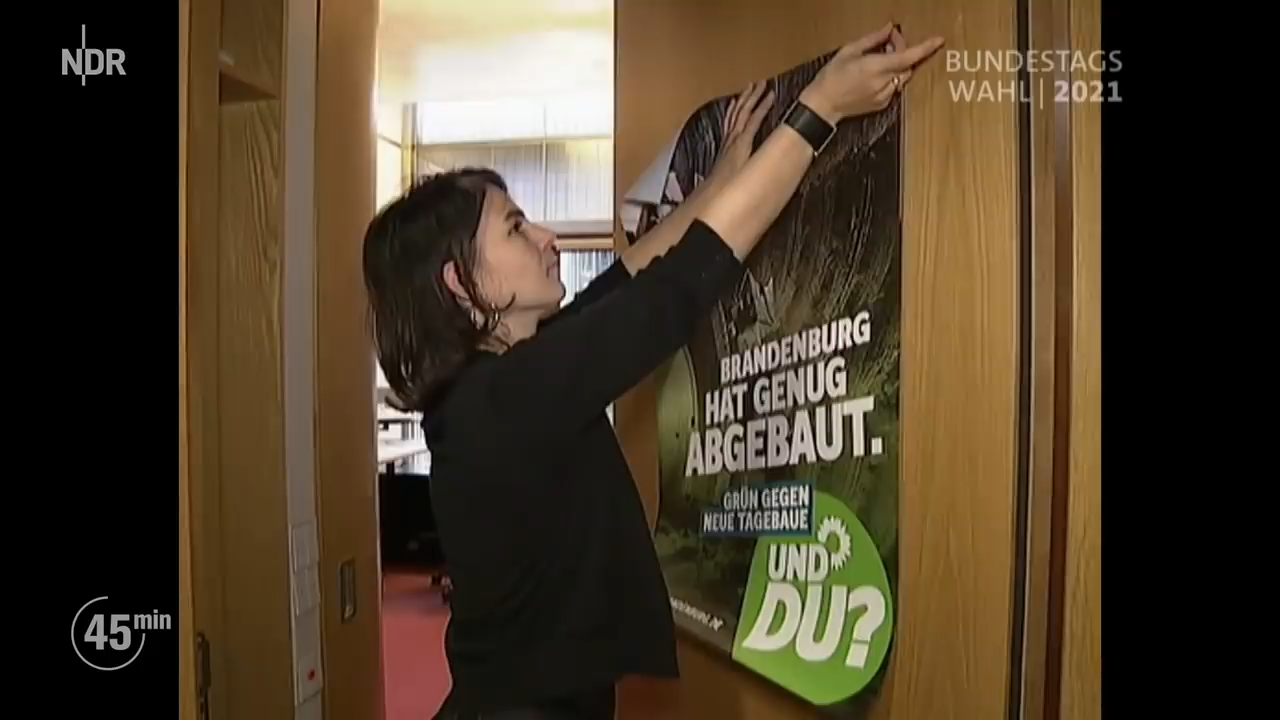 NDR
BUNDESTAGS
WAHL | 2021
BRANDENBURG
HAT GENUG
ABGEBAUT.
GRÜN GEGEN
NEUE TAGEBAUE
UND
DU?
45 min